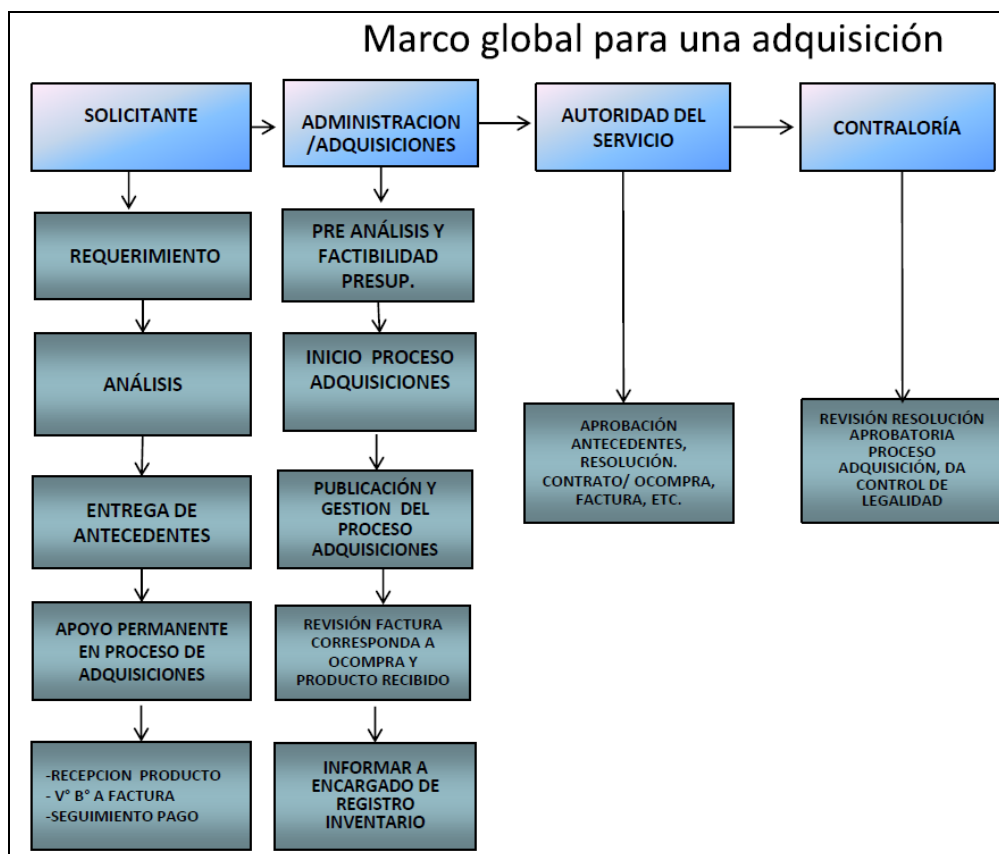 Marco global para una adquisición
SOLICITANTE
ADMINISTRACION
/ADQUISICIONES
AUTORIDAD DEL
SERVICIO
CONTRALORÍA
REQUERIMIENTO
ANÁLISIS
ENTREGA DE
ANTECEDENTES
APOYO PERMANENTE
EN PROCESO DE
ADQUISICIONES
-RECEPCION PRODUCTO
- V° B° A FACTURA
-SEGUIMIENTO PAGO
PRE ANÁLISIS Y
FACTIBILIDAD
PRESUP.
INICIO PROCESO
ADQUISICIONES
PUBLICACIÓN Y
GESTION DEL
PROCESO
ADQUISICIONES
REVISIÓN FACTURA
CORRESPONDA A
OCOMPRA Y
PRODUCTO RECIBIDO
INFORMAR A
ENCARGADO DE
REGISTRO
INVENTARIO
APROBACIÓN
ANTECEDENTES,
RESOLUCIÓN.
CONTRATO/ OCOMPRA,
FACTURA, ETC.
REVISIÓN RESOLUCIÓN
APROBATORIA
PROCESO
ADQUISICIÓN, DA
CONTROL DE
LEGALIDAD